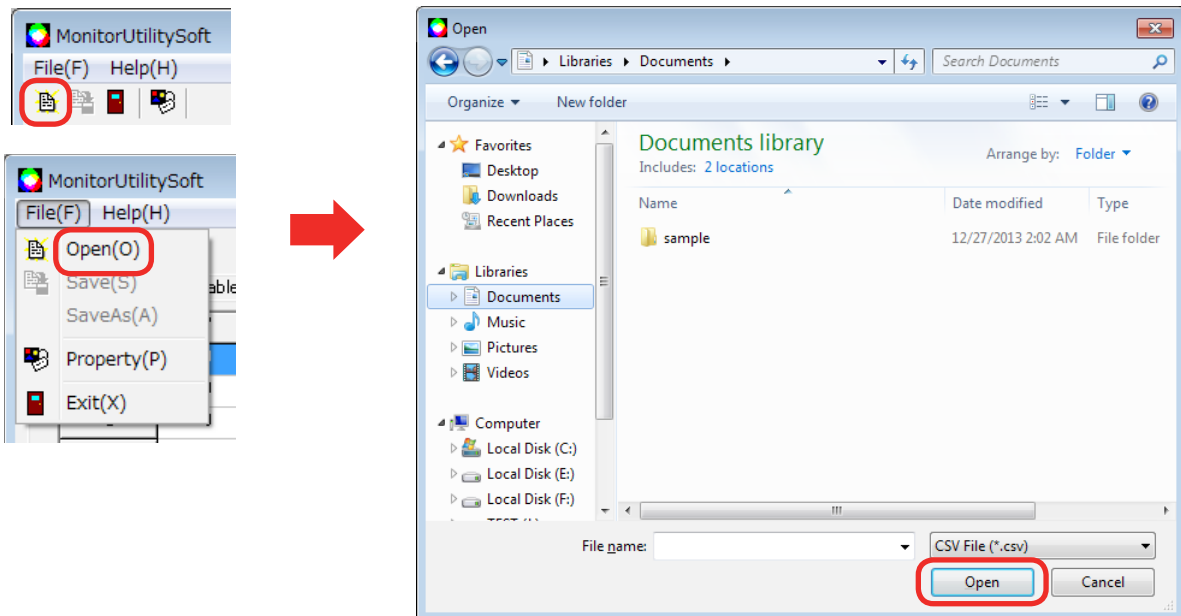 MonitorUtilitySoft
File(F) Help(H)
MonitorUtilitySoft
File(F) Help(H)
Open(O)
Save(S)
able
SaveAs(A)
Property(P)
Exit(X)
Open
Libraries Documents
Search Documents
Organize New folder
Favorites
Desktop
Downloads
Recent Places
Libraries
Documents
Music
Pictures
Videos
Computer
Local Disk (C:)
Local Disk (E:)
Local Disk (F:)
Documents library
Includes: 2 locations
Arrange by: Folder
Name Date modified Type
sample 12/27/2013 2:02 AM File folder
File name: CSV File (*.csv)
Open Cancel